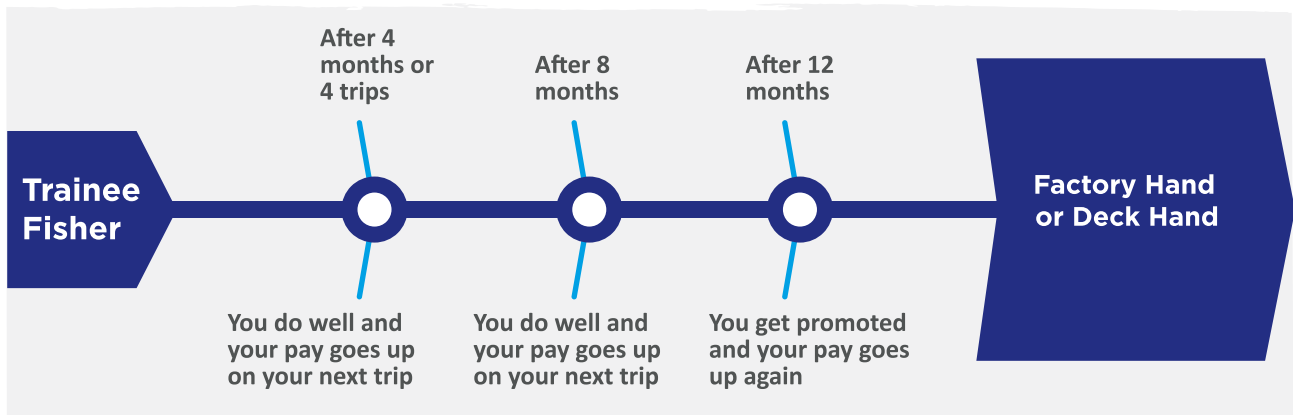 Trainee
Fisher
After 4
months or
4 trips
You do well and
your pay goes up
on your next trip
After 8
months
You do well and
your pay goes up
on your next trip
After 12
months
You get promoted
and your pay goes
up again
Factory Hand
or Deck Hand